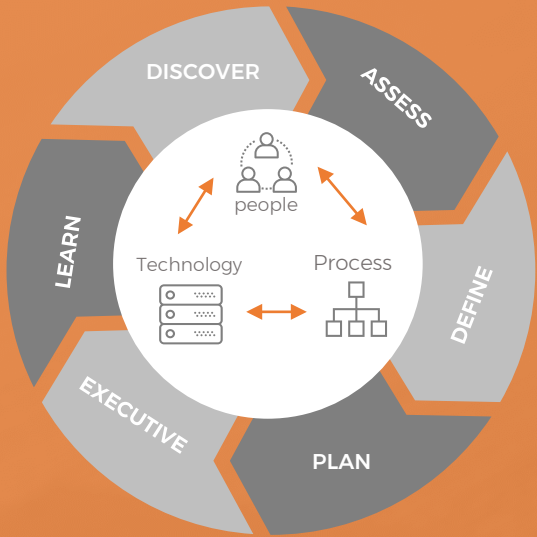 DISCOVER
ASSESS
DEFINE
PLAN
EXECUTIVE
LEARN
people
Technology
Process